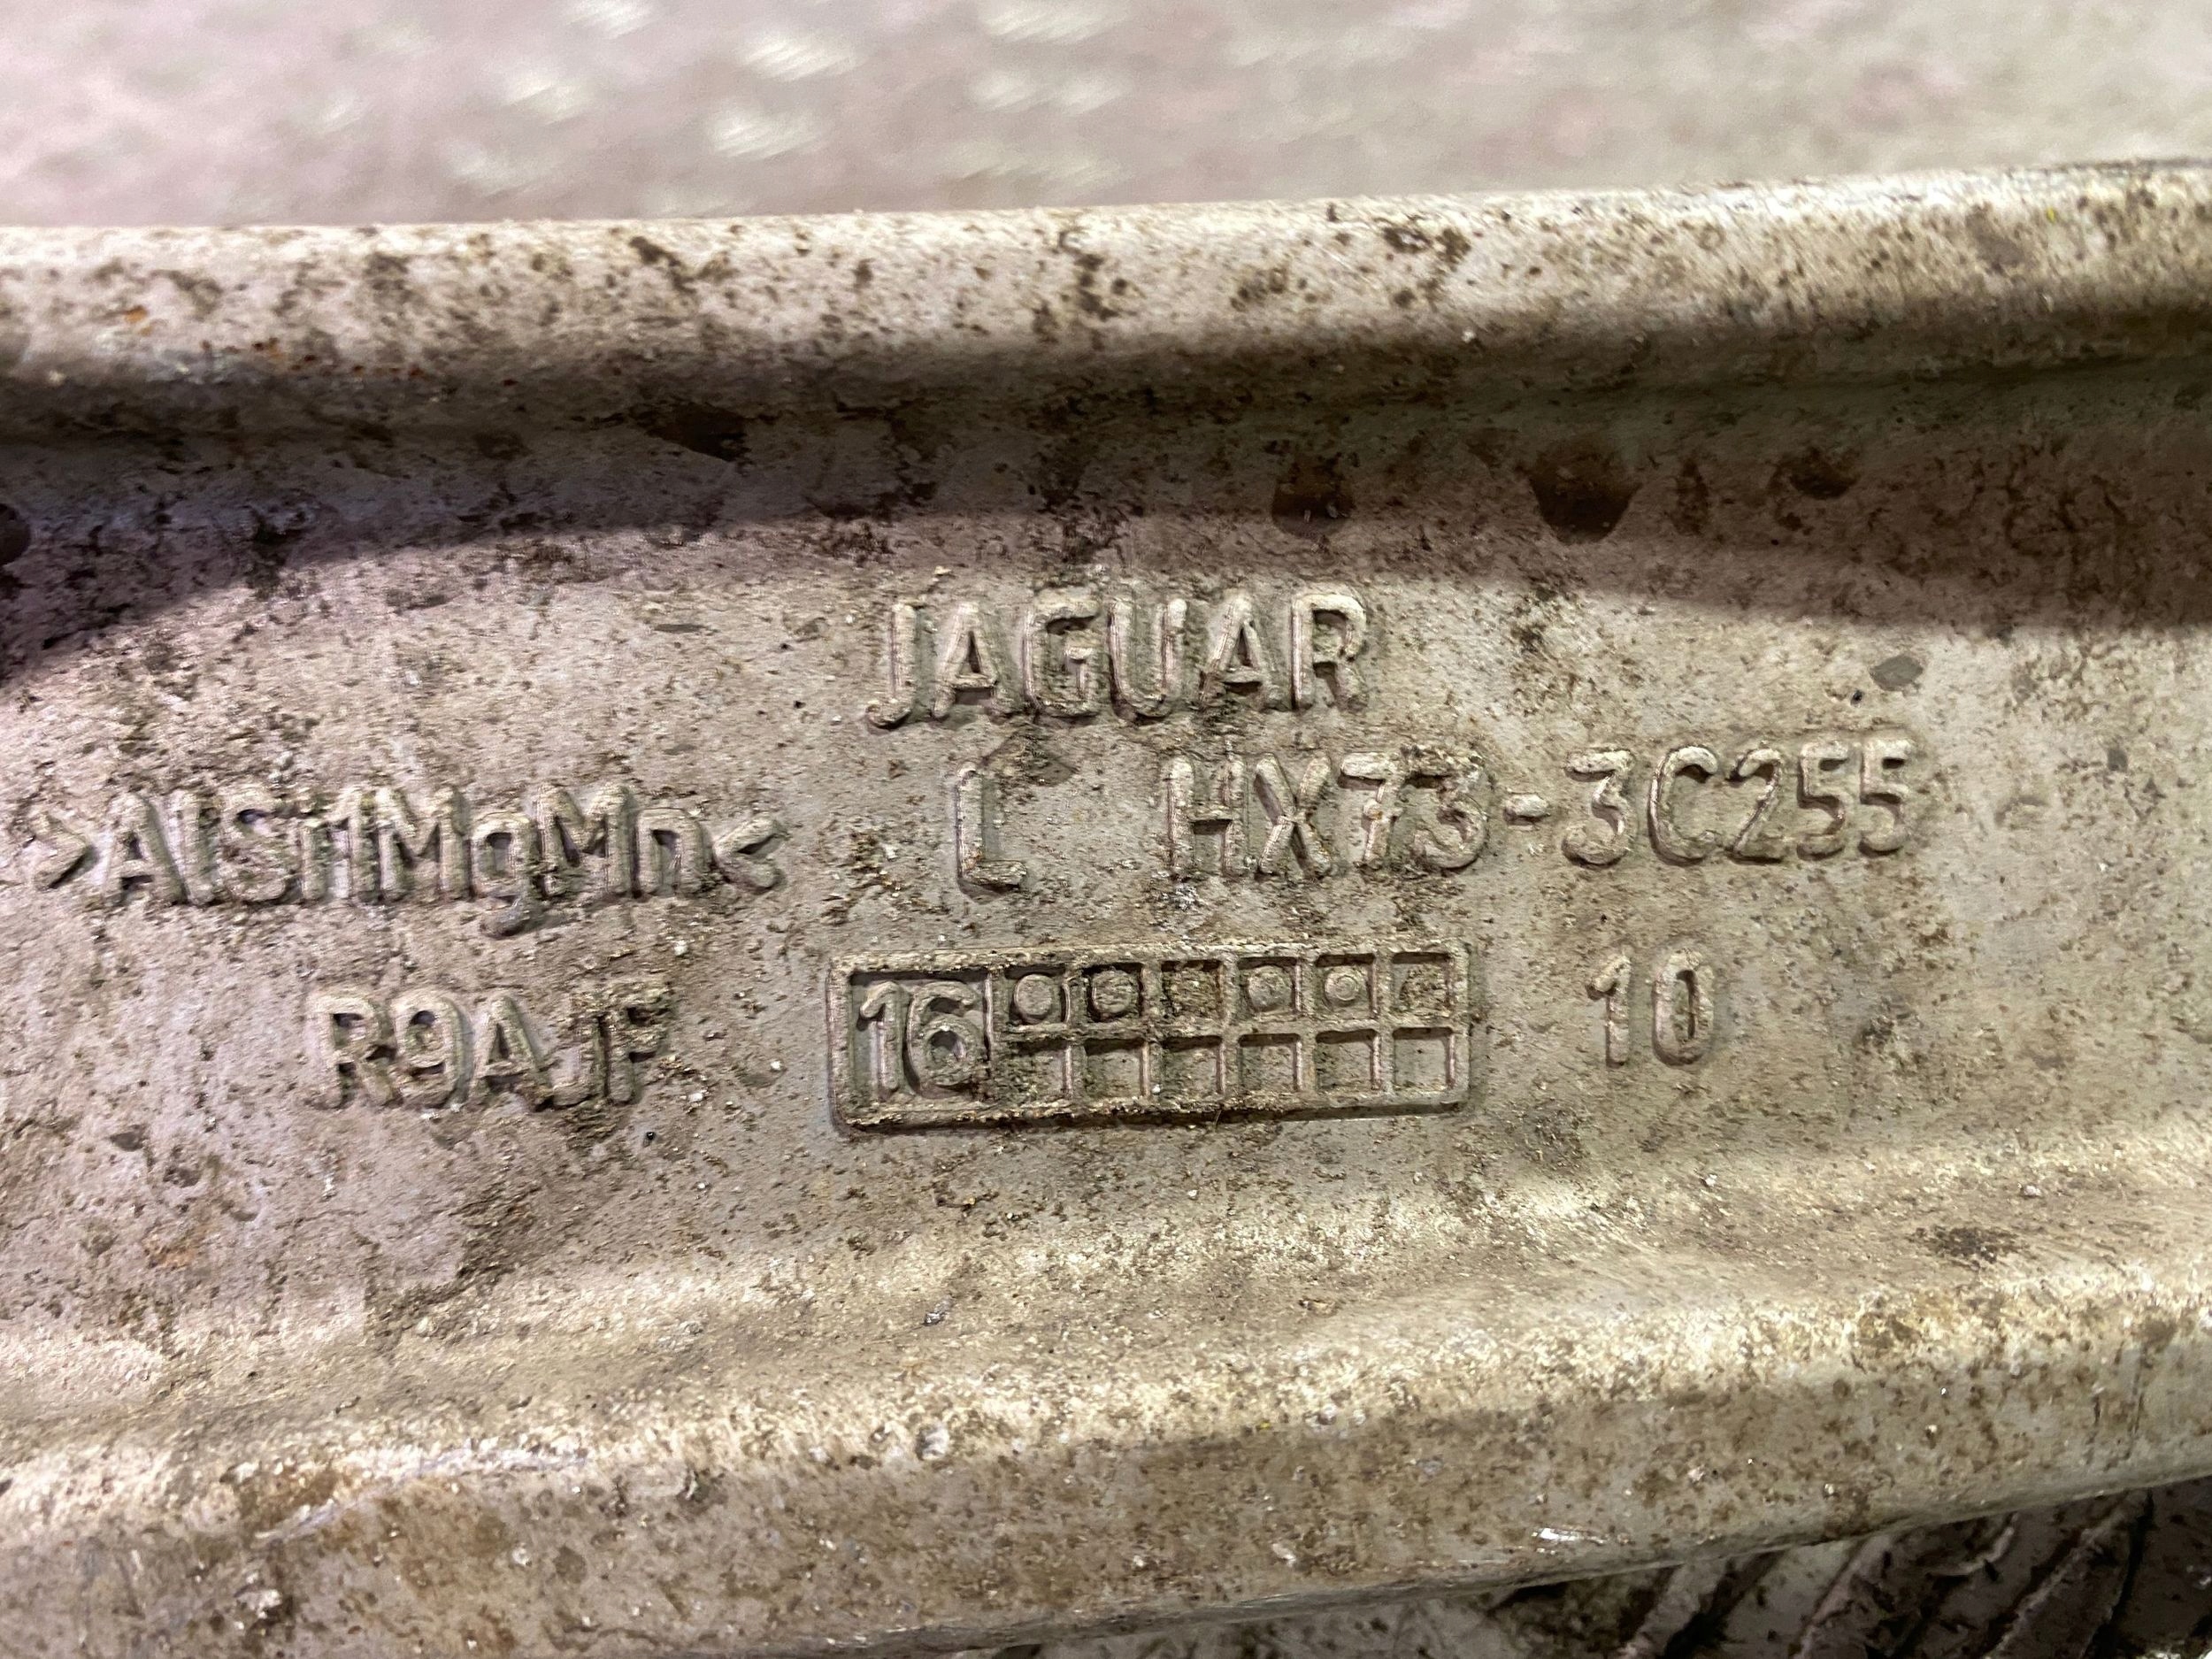 JAGUAR
>AlSi1MgMn< L HX73-3C255
R9AJF 16 10